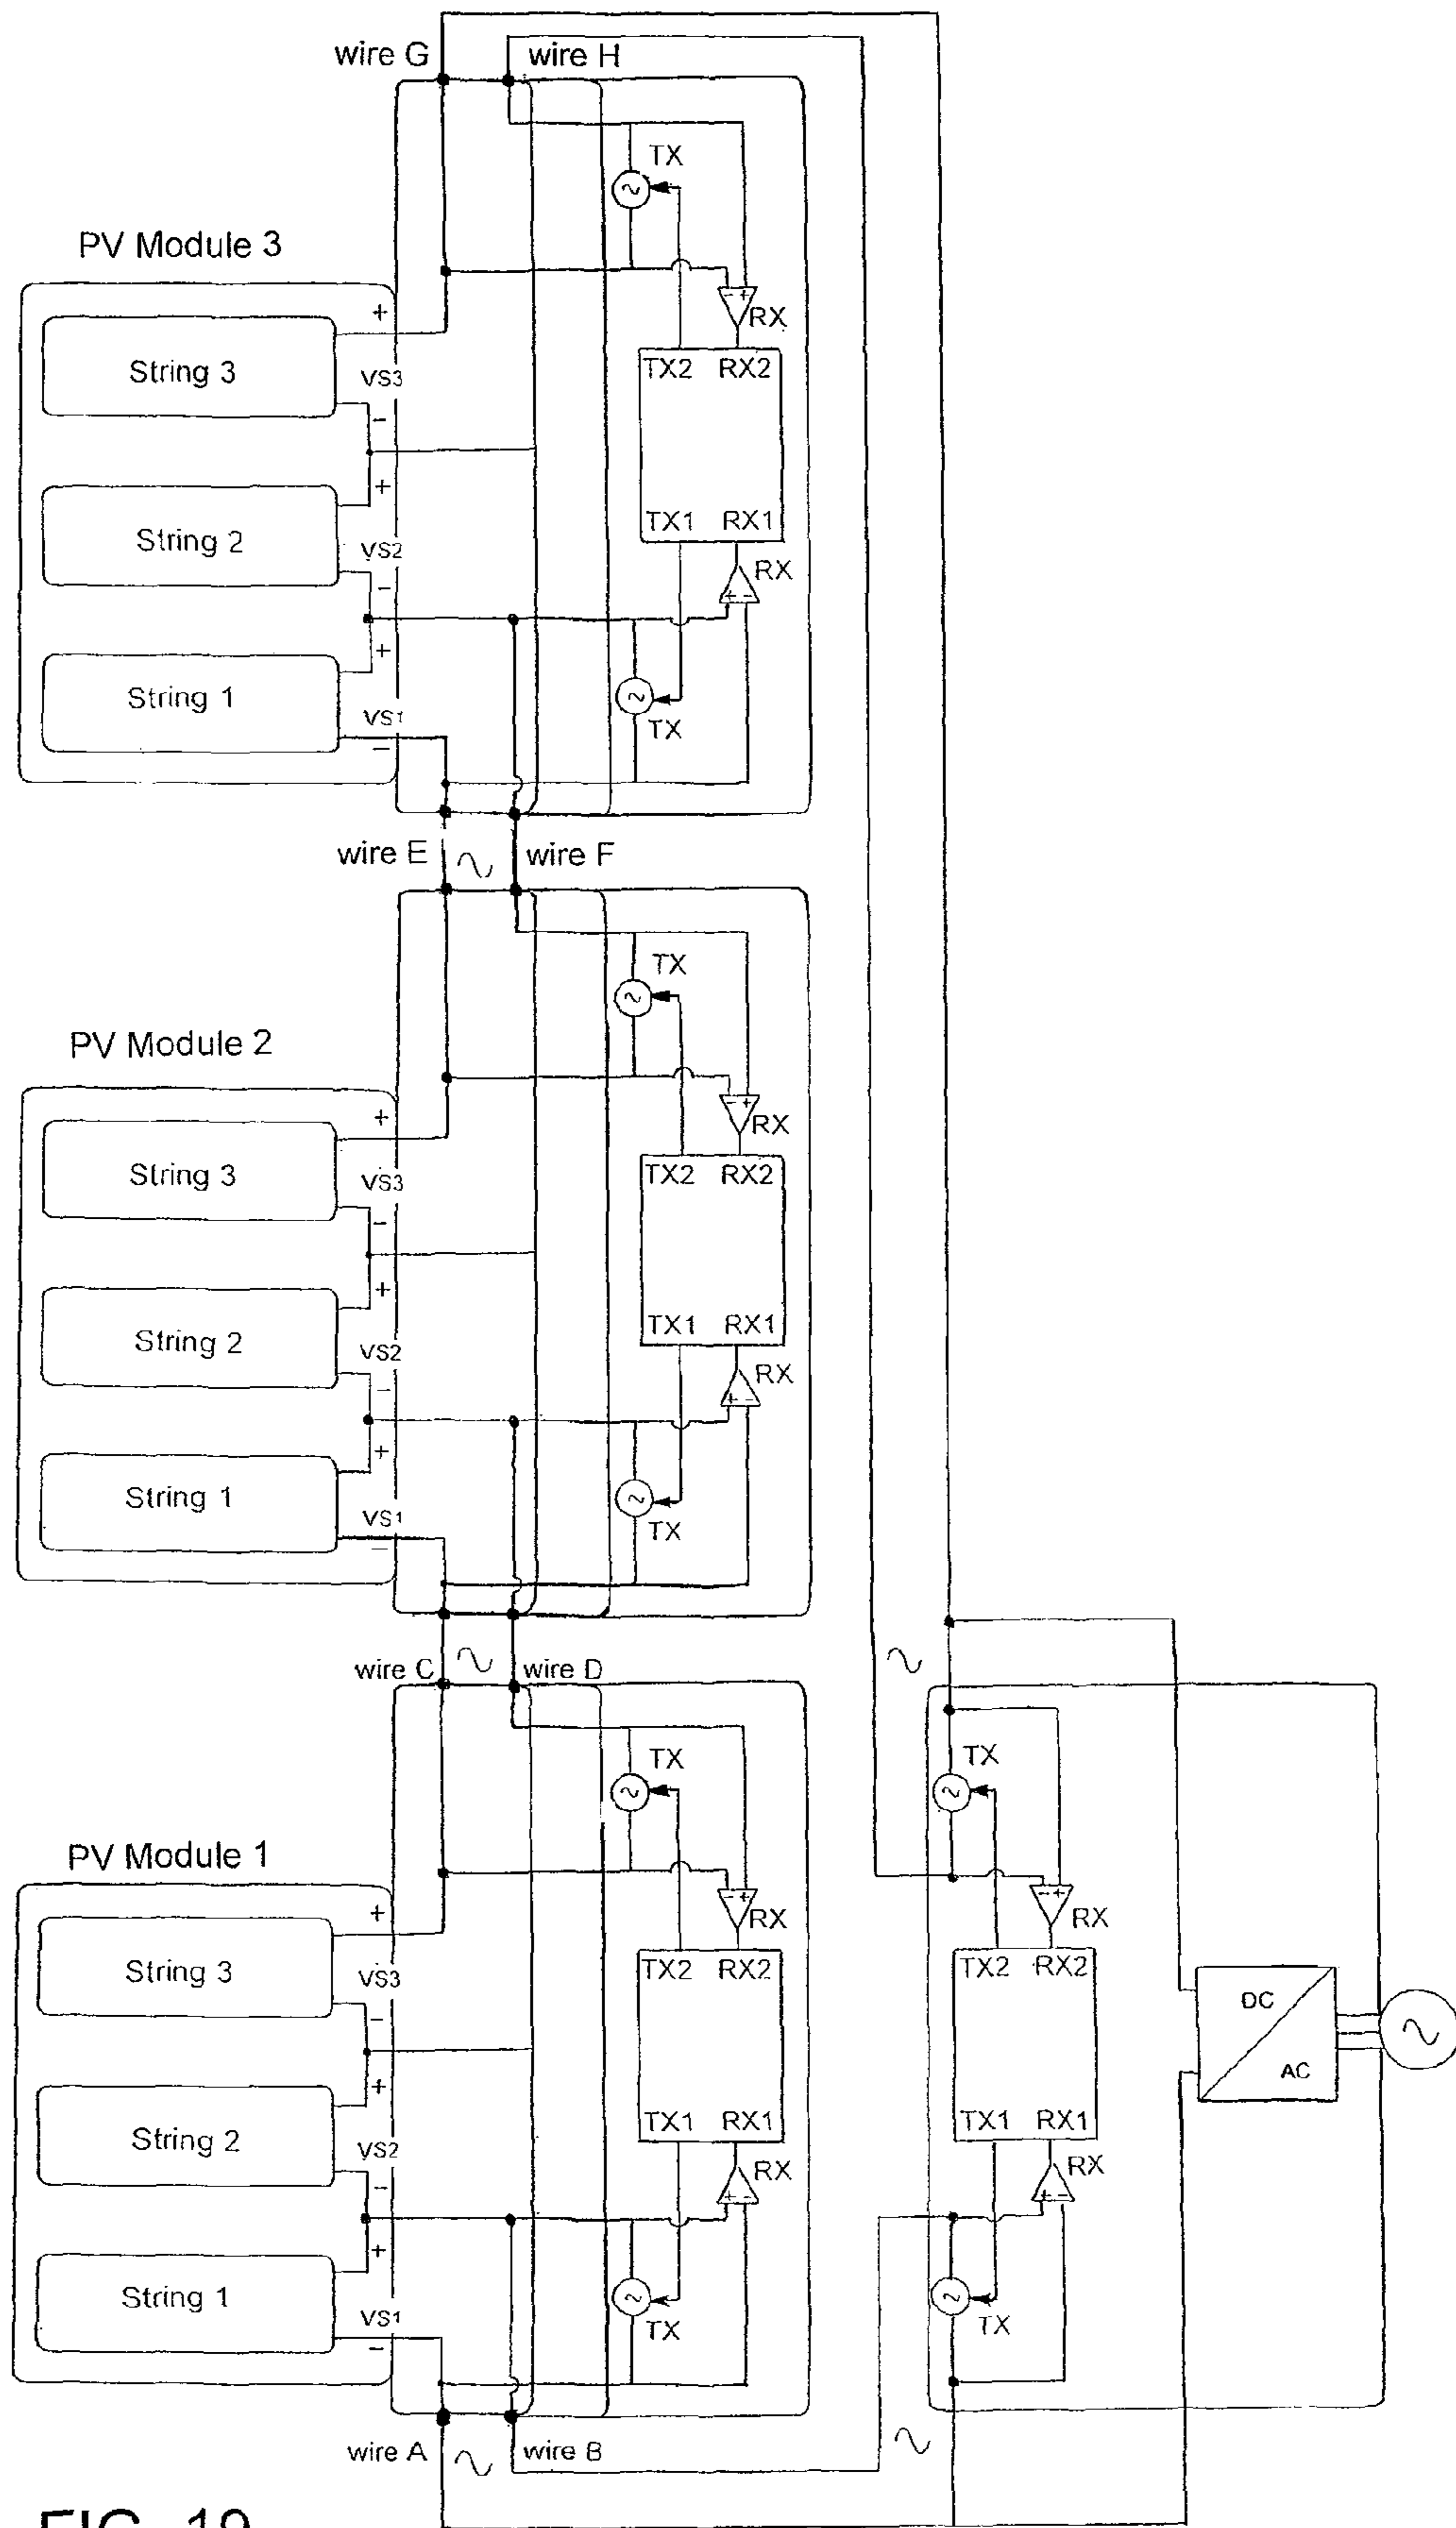 wire G wire H
TX
PV Module 3
+
- +
RX
String 3
VS3
TX2 RX2
-
+
String 2
TX1 RX1
VS2
-
RX
+ -
+
String 1
VS1
-
TX
wire E ~ wire F
TX
PV Module 2
+
- +
RX
String 3
VS3
TX2 RX2
-
+
String 2
TX1 RX1
VS2
-
RX
+ -
+
String 1
VS1
-
TX
wire C ~ wire D
~
TX
TX
PV Module 1
+
- +
RX
- +
RX
String 3
VS3
TX2 RX2
TX2 RX2
DC
AC
~
-
+
String 2
TX1 RX1
TX1 RX1
VS2
-
RX
+ -
RX
+ -
+
String 1
VS1
-
TX
TX
wire A ~ wire B
~